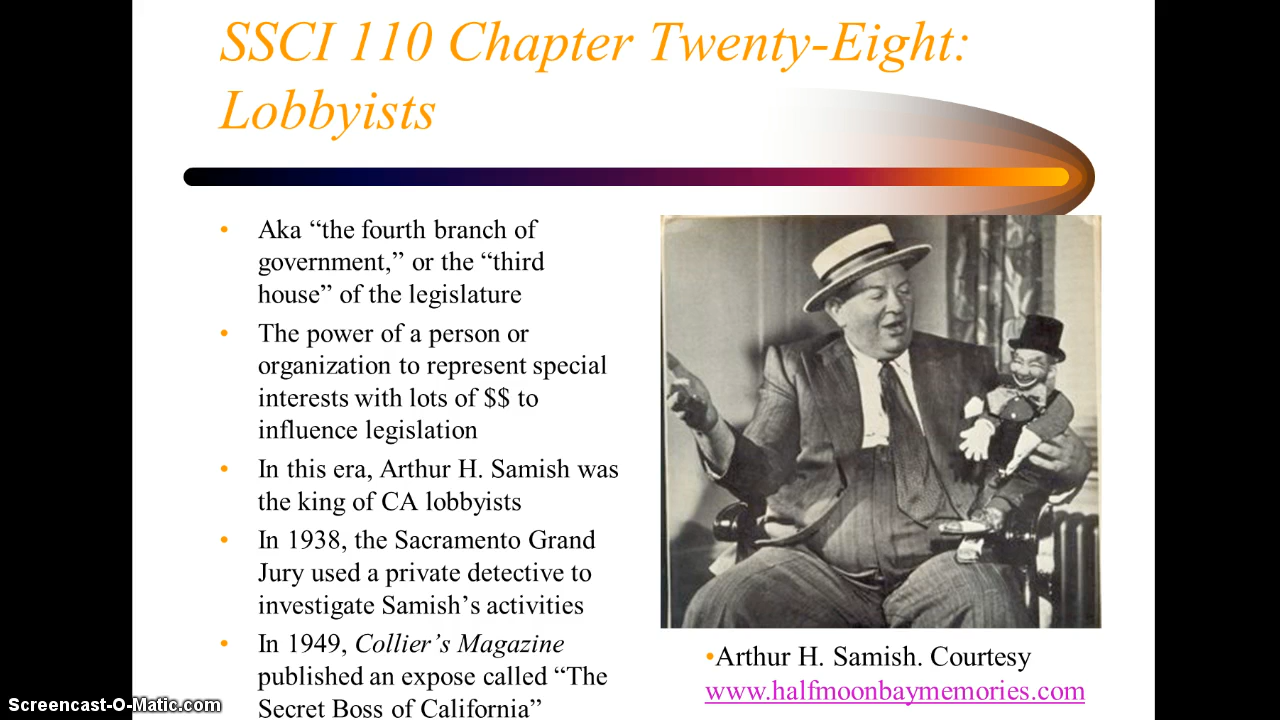 SSCI 110 Chapter Twenty-Eight:
Lobbyists
• Aka “the fourth branch of
government,” or the “third
house” of the legislature
• The power of a person or
organization to represent special
interests with lots of $$ to
influence legislation
• In this era, Arthur H. Samish was
the king of CA lobbyists
• In 1938, the Sacramento Grand
Jury used a private detective to
investigate Samish’s activities
• In 1949, Collier’s Magazine
published an expose called “The
Secret Boss of California”
•Arthur H. Samish. Courtesy
www.halfmoonbaymemories.com
Screencast-O-Matic.com